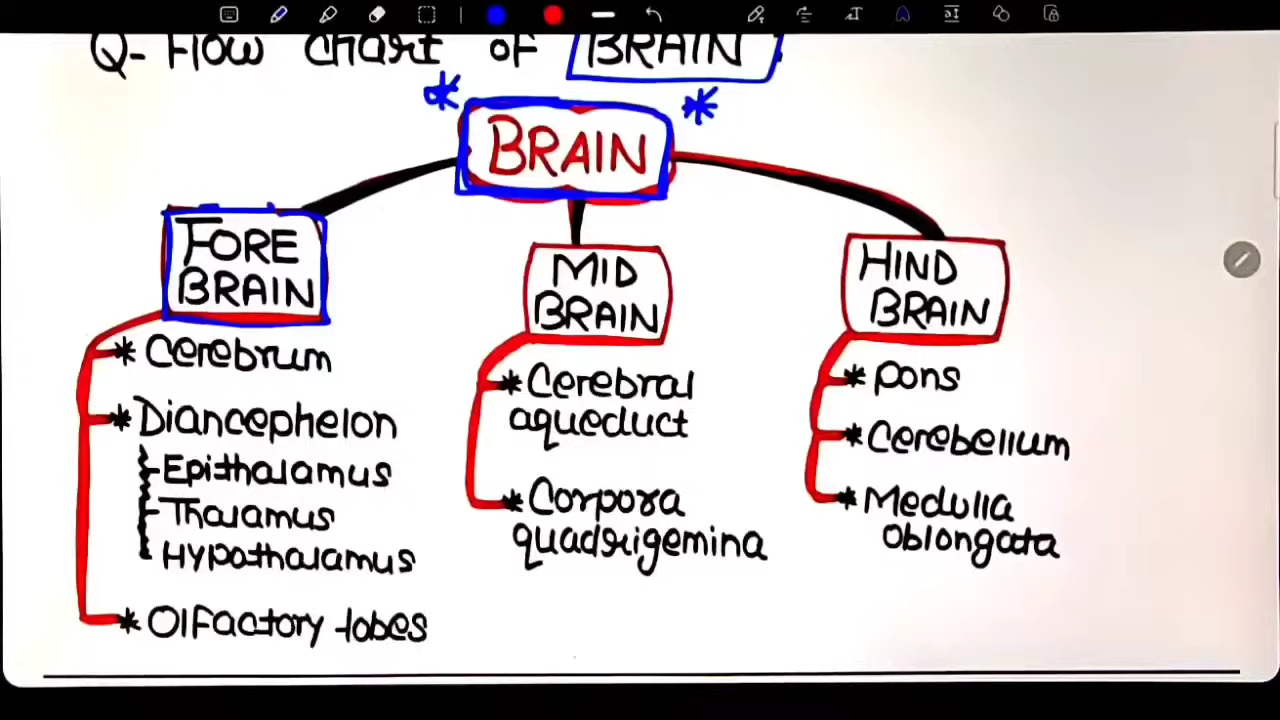 Q- Flow chart of BRAIN
* BRAIN *
FORE
BRAIN
* Cerebrum
* Diancephelon
Epithalamus
Thalamus
Hypothalamus
* Olfactory lobes
MID
BRAIN
* Cerebral
aqueduct
* Corpora
quadrigemina
HIND
BRAIN
* Pons
* Cerebellum
* Medulla
oblongata